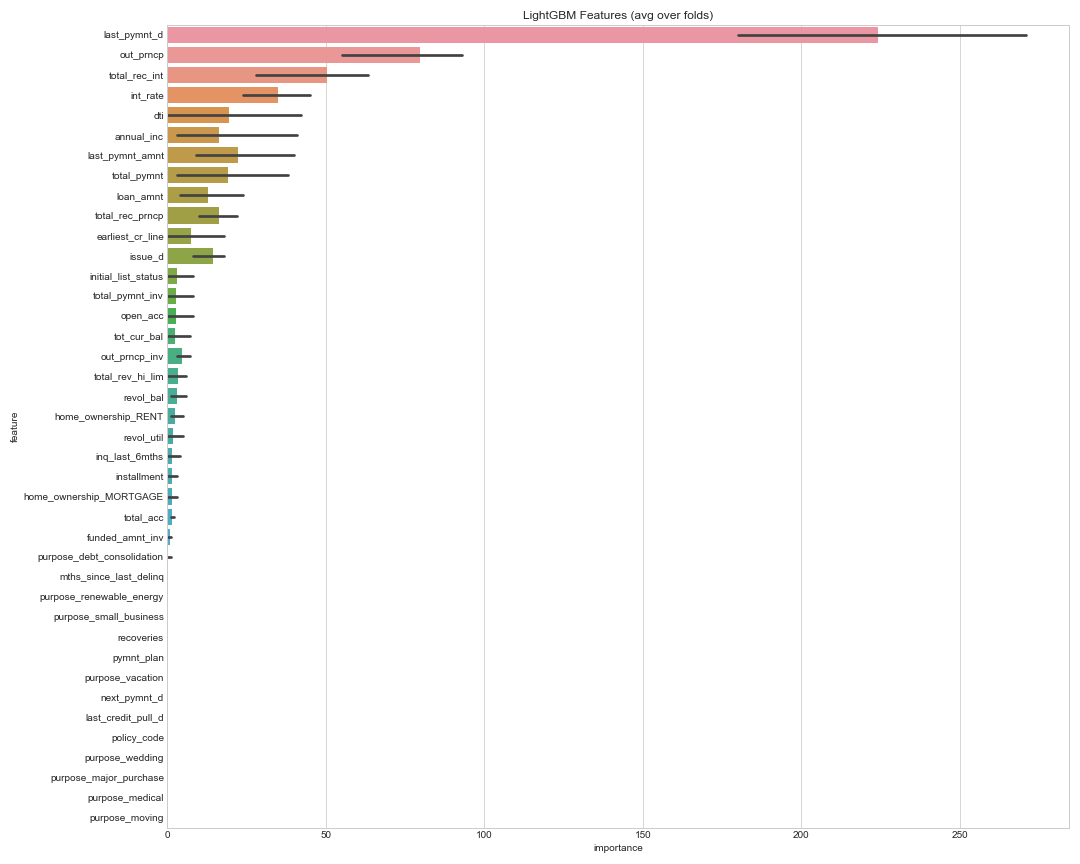 LightGBM Features (avg over folds)
last_pymnt_d
out_prncp
total_rec_int
int_rate
dti
annual_inc
last_pymnt_amnt
total_pymnt
loan_amnt
total_rec_prncp
earliest_cr_line
issue_d
initial_list_status
total_pymnt_inv
open_acc
tot_cur_bal
out_prncp_inv
total_rev_hi_lim
revol_bal
home_ownership_RENT
revol_util
inq_last_6mths
installment
home_ownership_MORTGAGE
total_acc
funded_amnt_inv
purpose_debt_consolidation
mths_since_last_delinq
purpose_renewable_energy
purpose_small_business
recoveries
pymnt_plan
purpose_vacation
next_pymnt_d
last_credit_pull_d
policy_code
purpose_wedding
purpose_major_purchase
purpose_medical
purpose_moving
feature
0 50 100 150 200 250
importance